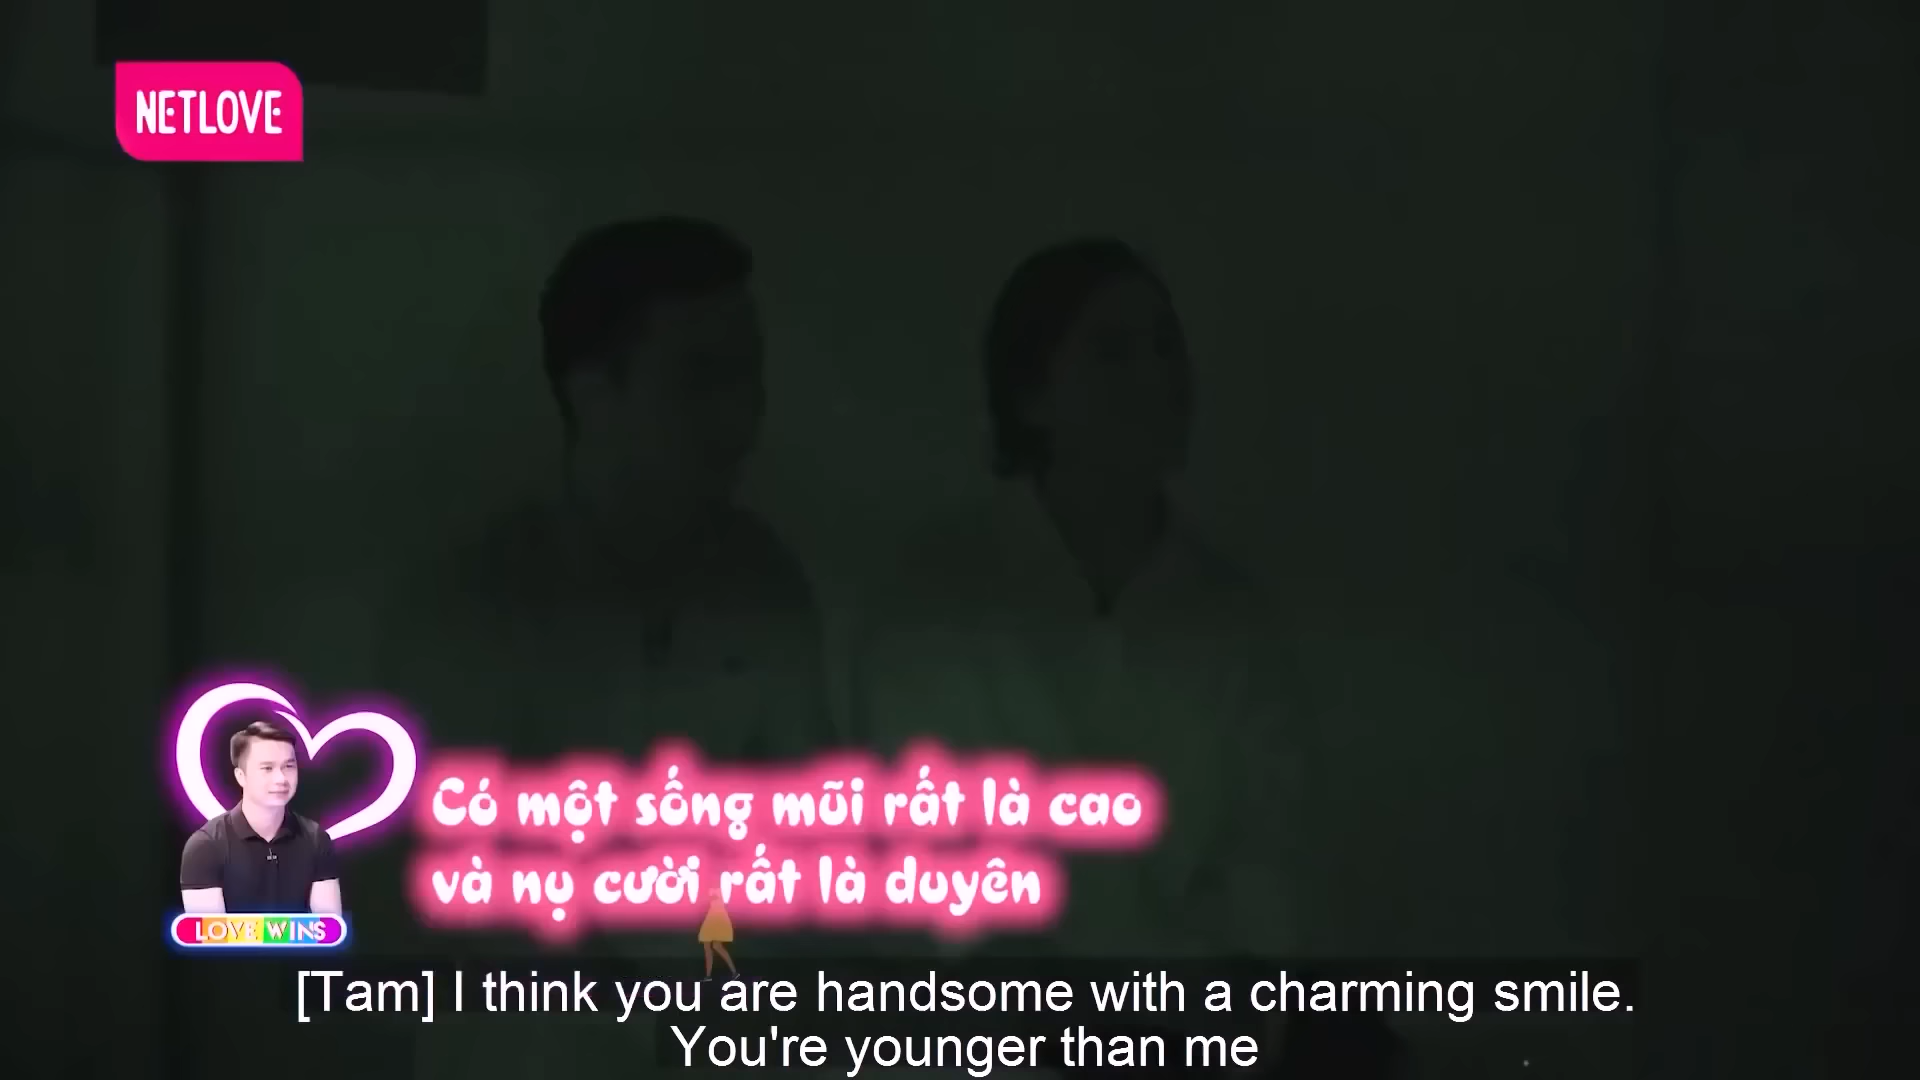 NETLOVE
Có một sống mũi rất là cao
và nụ cười rất là duyên
LOVE WINS
[Tam] I think you are handsome with a charming smile.
You're younger than me